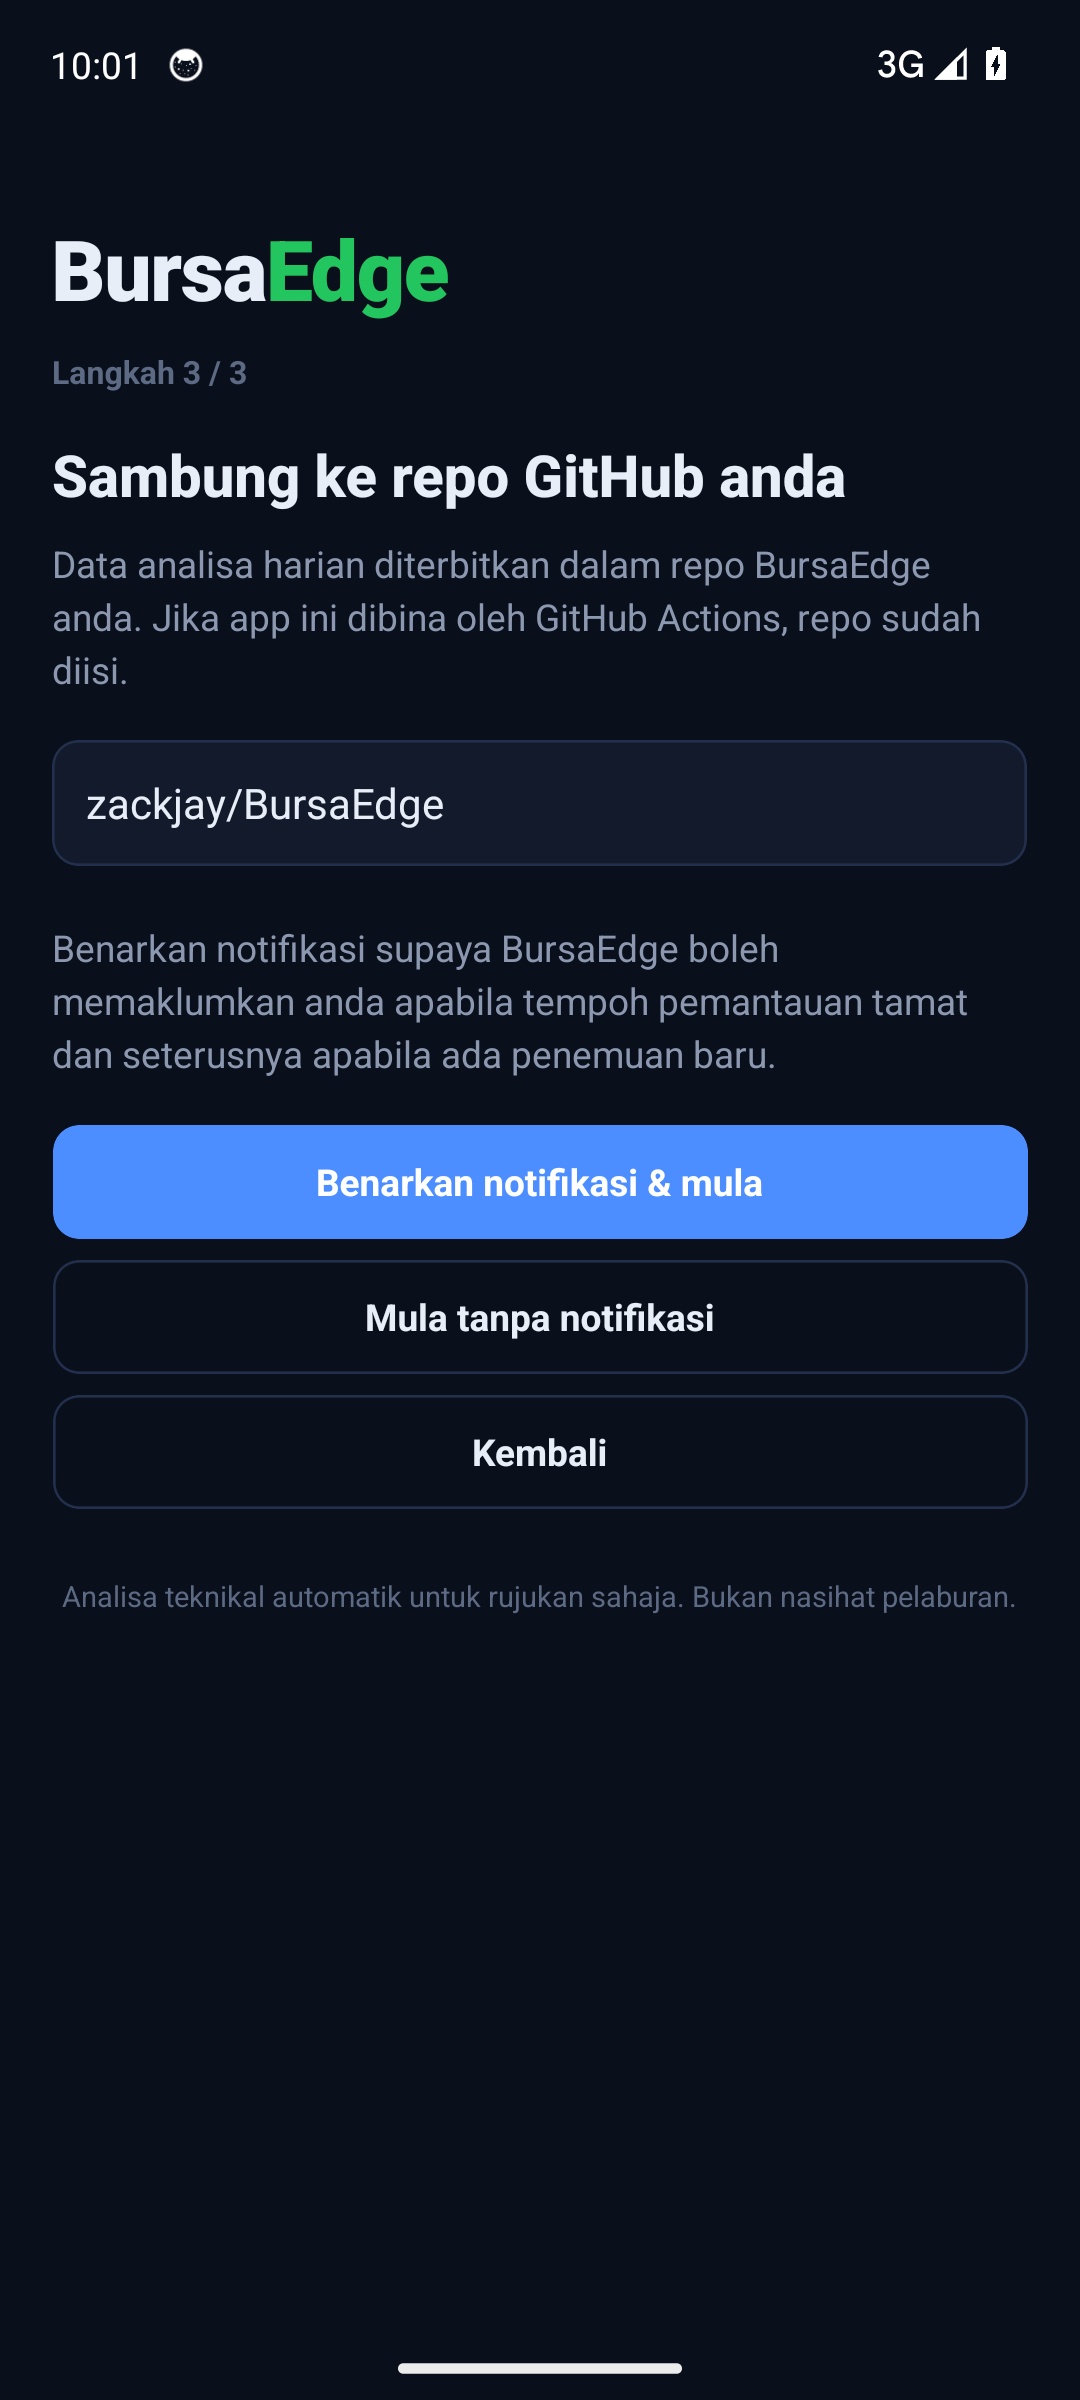 10:01
3G
BursaEdge
Langkah 3 / 3
Sambung ke repo GitHub anda
Data analisa harian diterbitkan dalam repo BursaEdge
anda. Jika app ini dibina oleh GitHub Actions, repo sudah
diisi.
zackjay/BursaEdge
Benarkan notifikasi supaya BursaEdge boleh
memaklumkan anda apabila tempoh pemantauan tamat
dan seterusnya apabila ada penemuan baru.
Benarkan notifikasi & mula
Mula tanpa notifikasi
Kembali
Analisa teknikal automatik untuk rujukan sahaja. Bukan nasihat pelaburan.